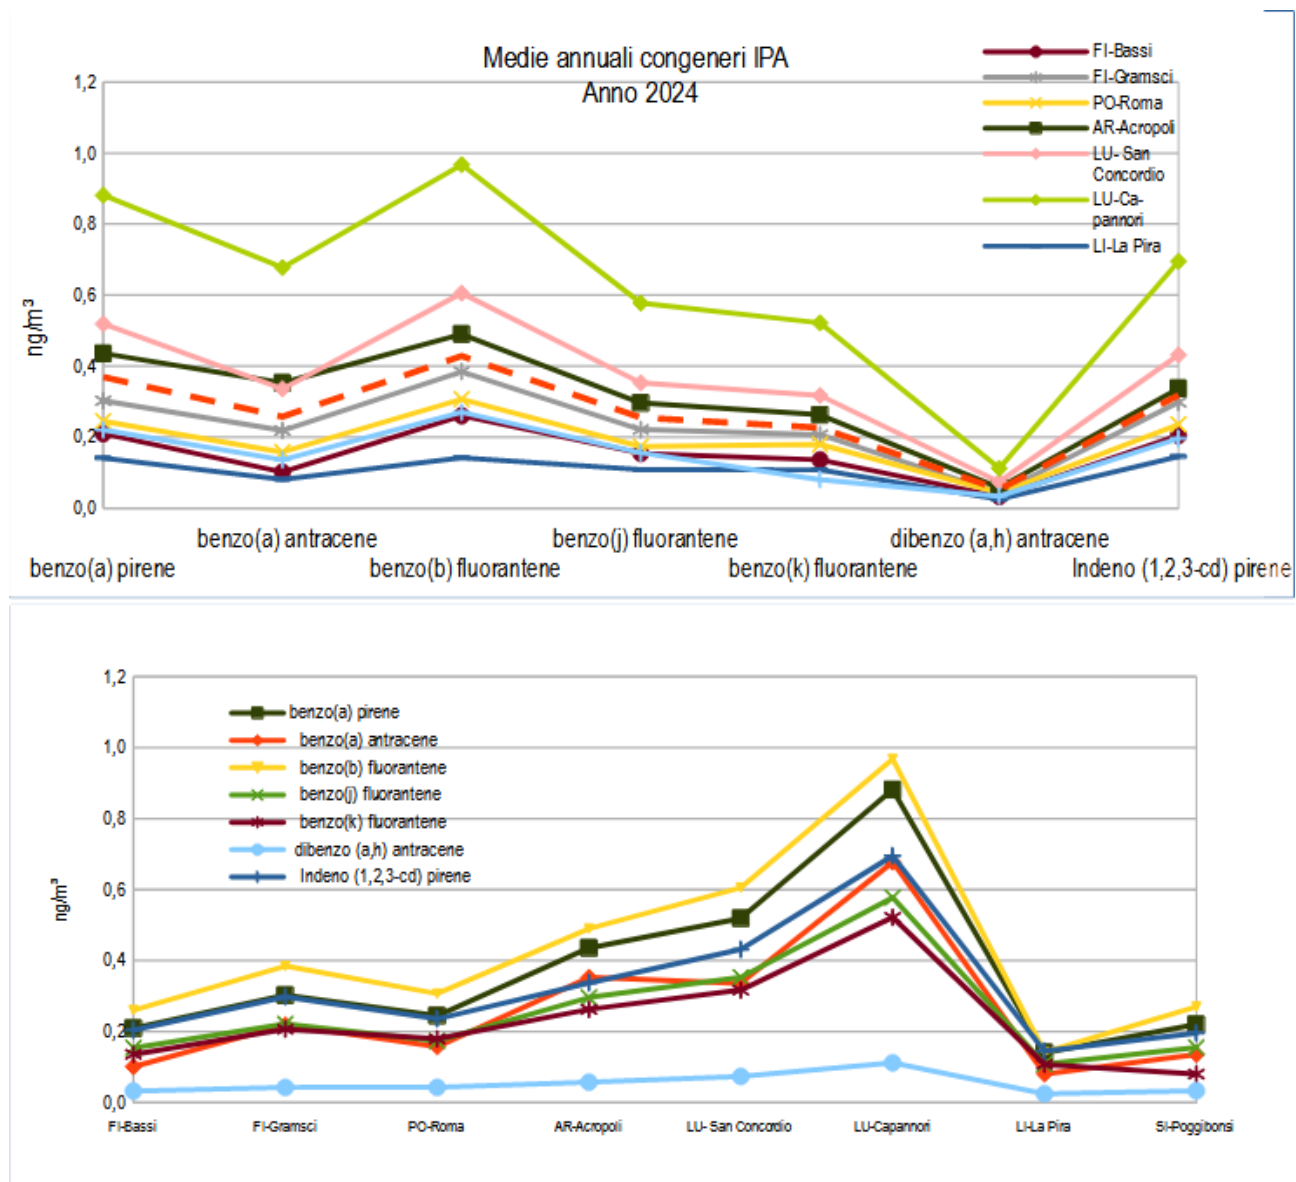 Medie annuali congeneri IPA
Anno 2024
FI-Bassi
FI-Gramsci
PO-Roma
AR-Acropoli
LU- San
Concordio
LU-Ca-
pannori
LI-La Pira
1,2
1,0
0,8
0,6
0,4
0,2
0,0
ng/m³
benzo(a) antracene
benzo(j) fluorantene
dibenzo (a,h) antracene
benzo(a) pirene
benzo(b) fluorantene
benzo(k) fluorantene
Indeno (1,2,3-cd) pirene
1,2
1,0
0,8
0,6
0,4
0,2
0,0
ng/m³
benzo(a) pirene
benzo(a) antracene
benzo(b) fluorantene
benzo(j) fluorantene
benzo(k) fluorantene
dibenzo (a,h) antracene
Indeno (1,2,3-cd) pirene
FI-Bassi
FI-Gramsci
PO-Roma
AR-Acropoli
LU- San Concordio
LU-Capannori
LI-La Pira
SI-Poggibonsi